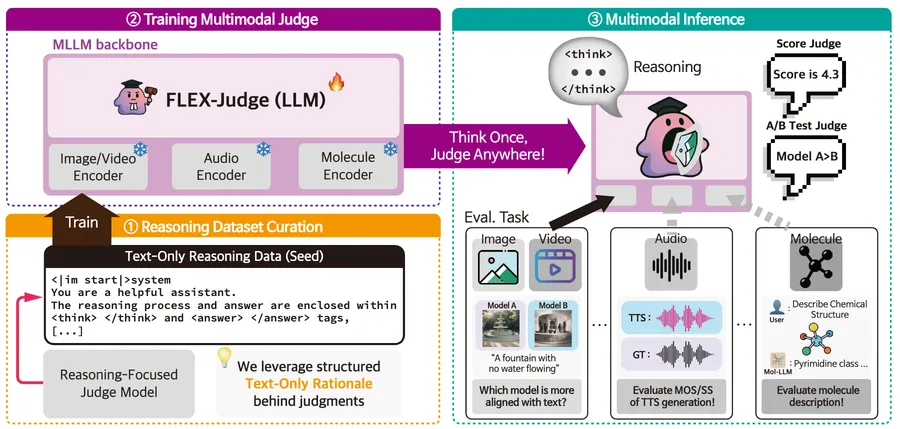 ② Training Multimodal Judge
MLLM backbone
FLEX-Judge (LLM)
Image/Video
Encoder
Audio
Encoder
Molecule
Encoder
Train
Think Once,
Judge Anywhere!
① Reasoning Dataset Curation
Text-Only Reasoning Data (Seed)
<|im start|>system
You are a helpful assistant.
The reasoning process and answer are enclosed within
<think> </think> and <answer> </answer> tags,
[...]
Reasoning-Focused
Judge Model
We leverage structured
Text-Only Rationale
behind judgments
③ Multimodal Inference
<think>
</think>
Reasoning
Score Judge
Score is 4.3
A/B Test Judge
Model A>B
Eval. Task
Image
Video
Model A
Model B
"A fountain with
no water flowing"
Which model is more
aligned with text?
...
Audio
TTS :
GT :
Evaluate MOS/SS
of TTS generation!
...
Molecule
User
: Describe Chemical
Structure
Mol-LLM
: Pyrimidine class ...
Evaluate molecule
description!